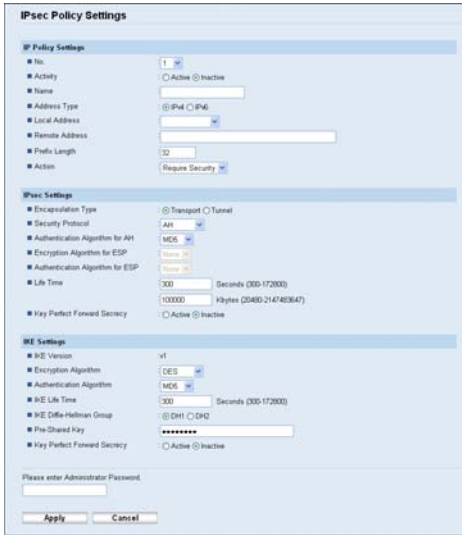 IPsec Policy Settings
IP Policy Settings
No. : 1
Activity : Active Inactive
Name :
Address Type : IPv4 IPv6
Local Address :
Remote Address :
Prefix Length : 32
Action : Require Security
IPsec Settings
Encapsulation Type : Transport Tunnel
Security Protocol : AH
Authentication Algorithm for AH : MD5
Encryption Algorithm for ESP : None
Authentication Algorithm for ESP : None
Life Time : 300 Seconds (300-172800)
100000 Kbytes (20480-2147483647)
Key Perfect Forward Secrecy : Active Inactive
IKE Settings
IKE Version :v1
Encryption Algorithm : DES
Authentication Algorithm : MD5
IKE Life Time : 300 Seconds (300-172800)
IKE Diffie-Hellman Group : DH1 DH2
Pre-Shared Key : ••••••••
Key Perfect Forward Secrecy : Active Inactive
Please enter Administrator Password.
Apply Cancel